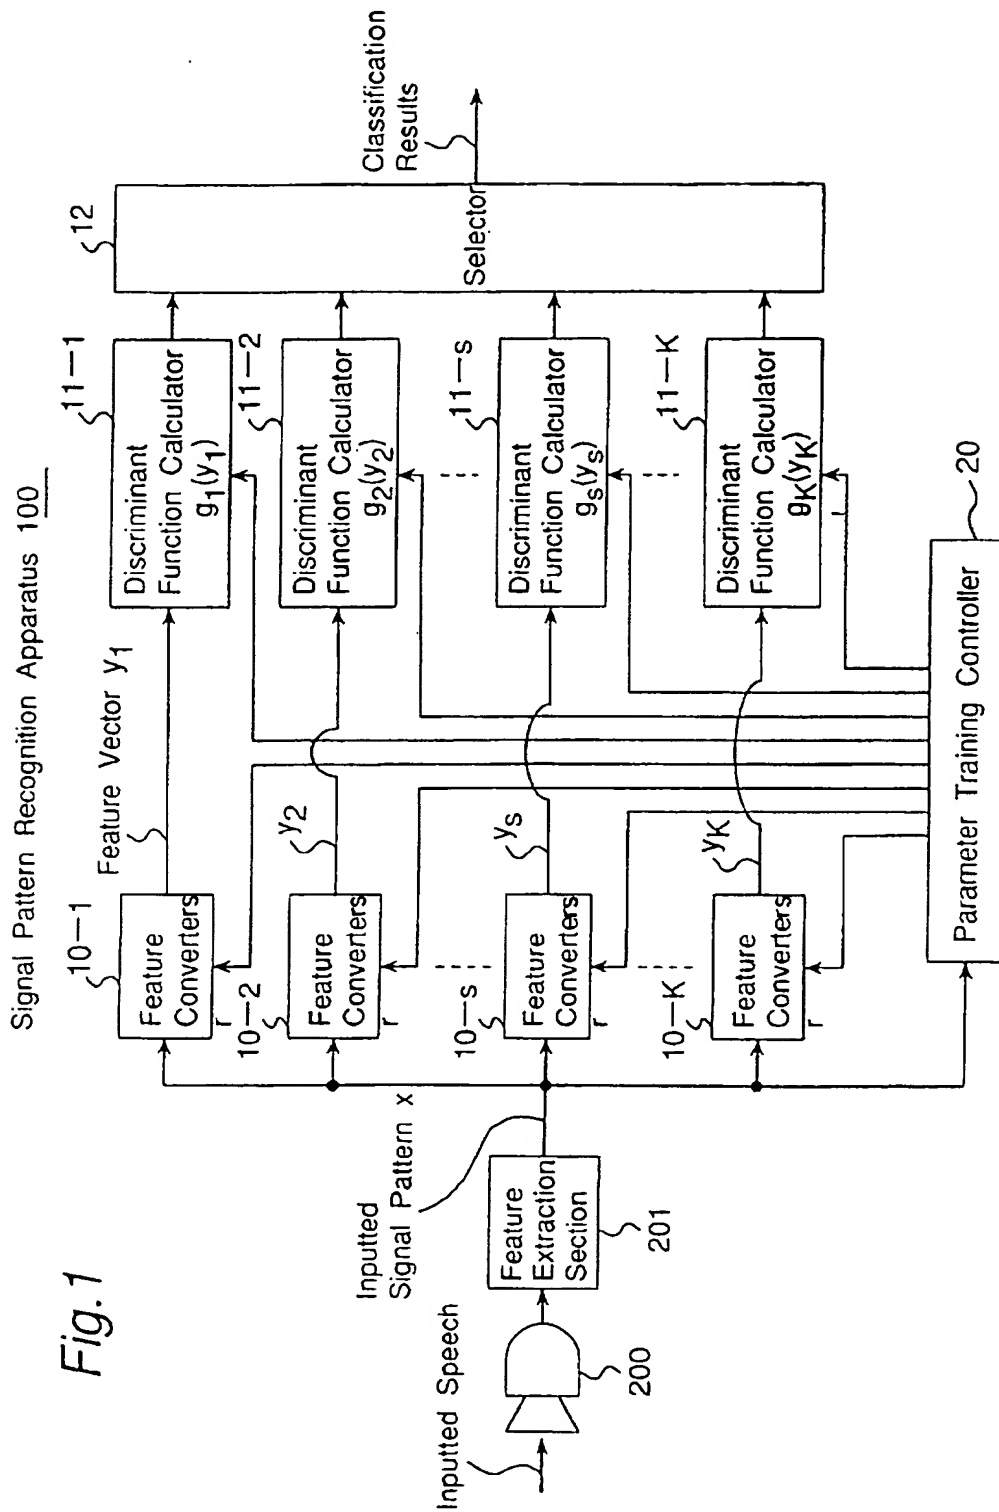 Fig.1
Signal Pattern Recognition Apparatus 100
Inputted Speech
200
Feature
Extraction
Section
201
Inputted
Signal Pattern x
10-1
Feature
Converters
r
Feature Vector y1
11-1
Discriminant
Function Calculator
g1(y1)
10-2
Feature
Converters
r
y2
11-2
Discriminant
Function Calculator
g2(y2)
10-s
Feature
Converters
r
ys
11-s
Discriminant
Function Calculator
gs(ys)
10-K
Feature
Converters
r
yK
11-K
Discriminant
Function Calculator
gK(yK)
12
Selector
Classification
Results
Parameter Training Controller
20